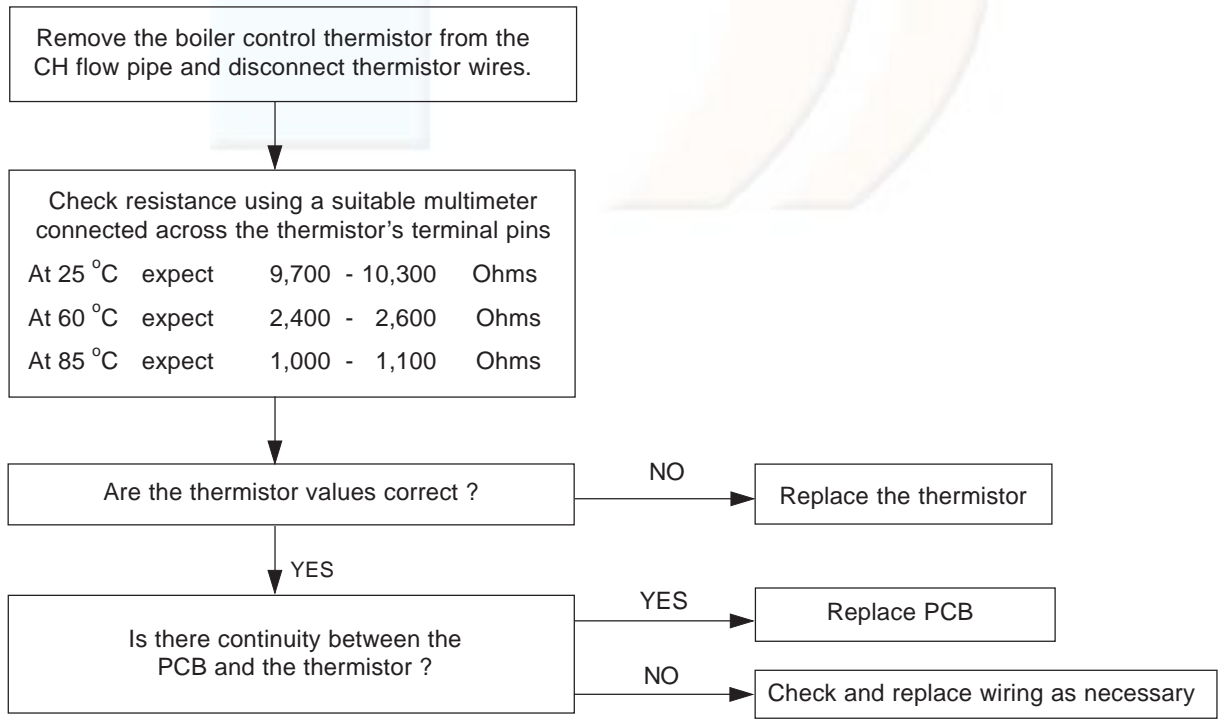 Remove the boiler control thermistor from the
CH flow pipe and disconnect thermistor wires.
Check resistance using a suitable multimeter
connected across the thermistor's terminal pins
At 25 °C expect 9,700 - 10,300 Ohms
At 60 °C expect 2,400 - 2,600 Ohms
At 85 °C expect 1,000 - 1,100 Ohms
Are the thermistor values correct ?
NO
Replace the thermistor
YES
Is there continuity between the
PCB and the thermistor ?
YES
Replace PCB
NO
Check and replace wiring as necessary